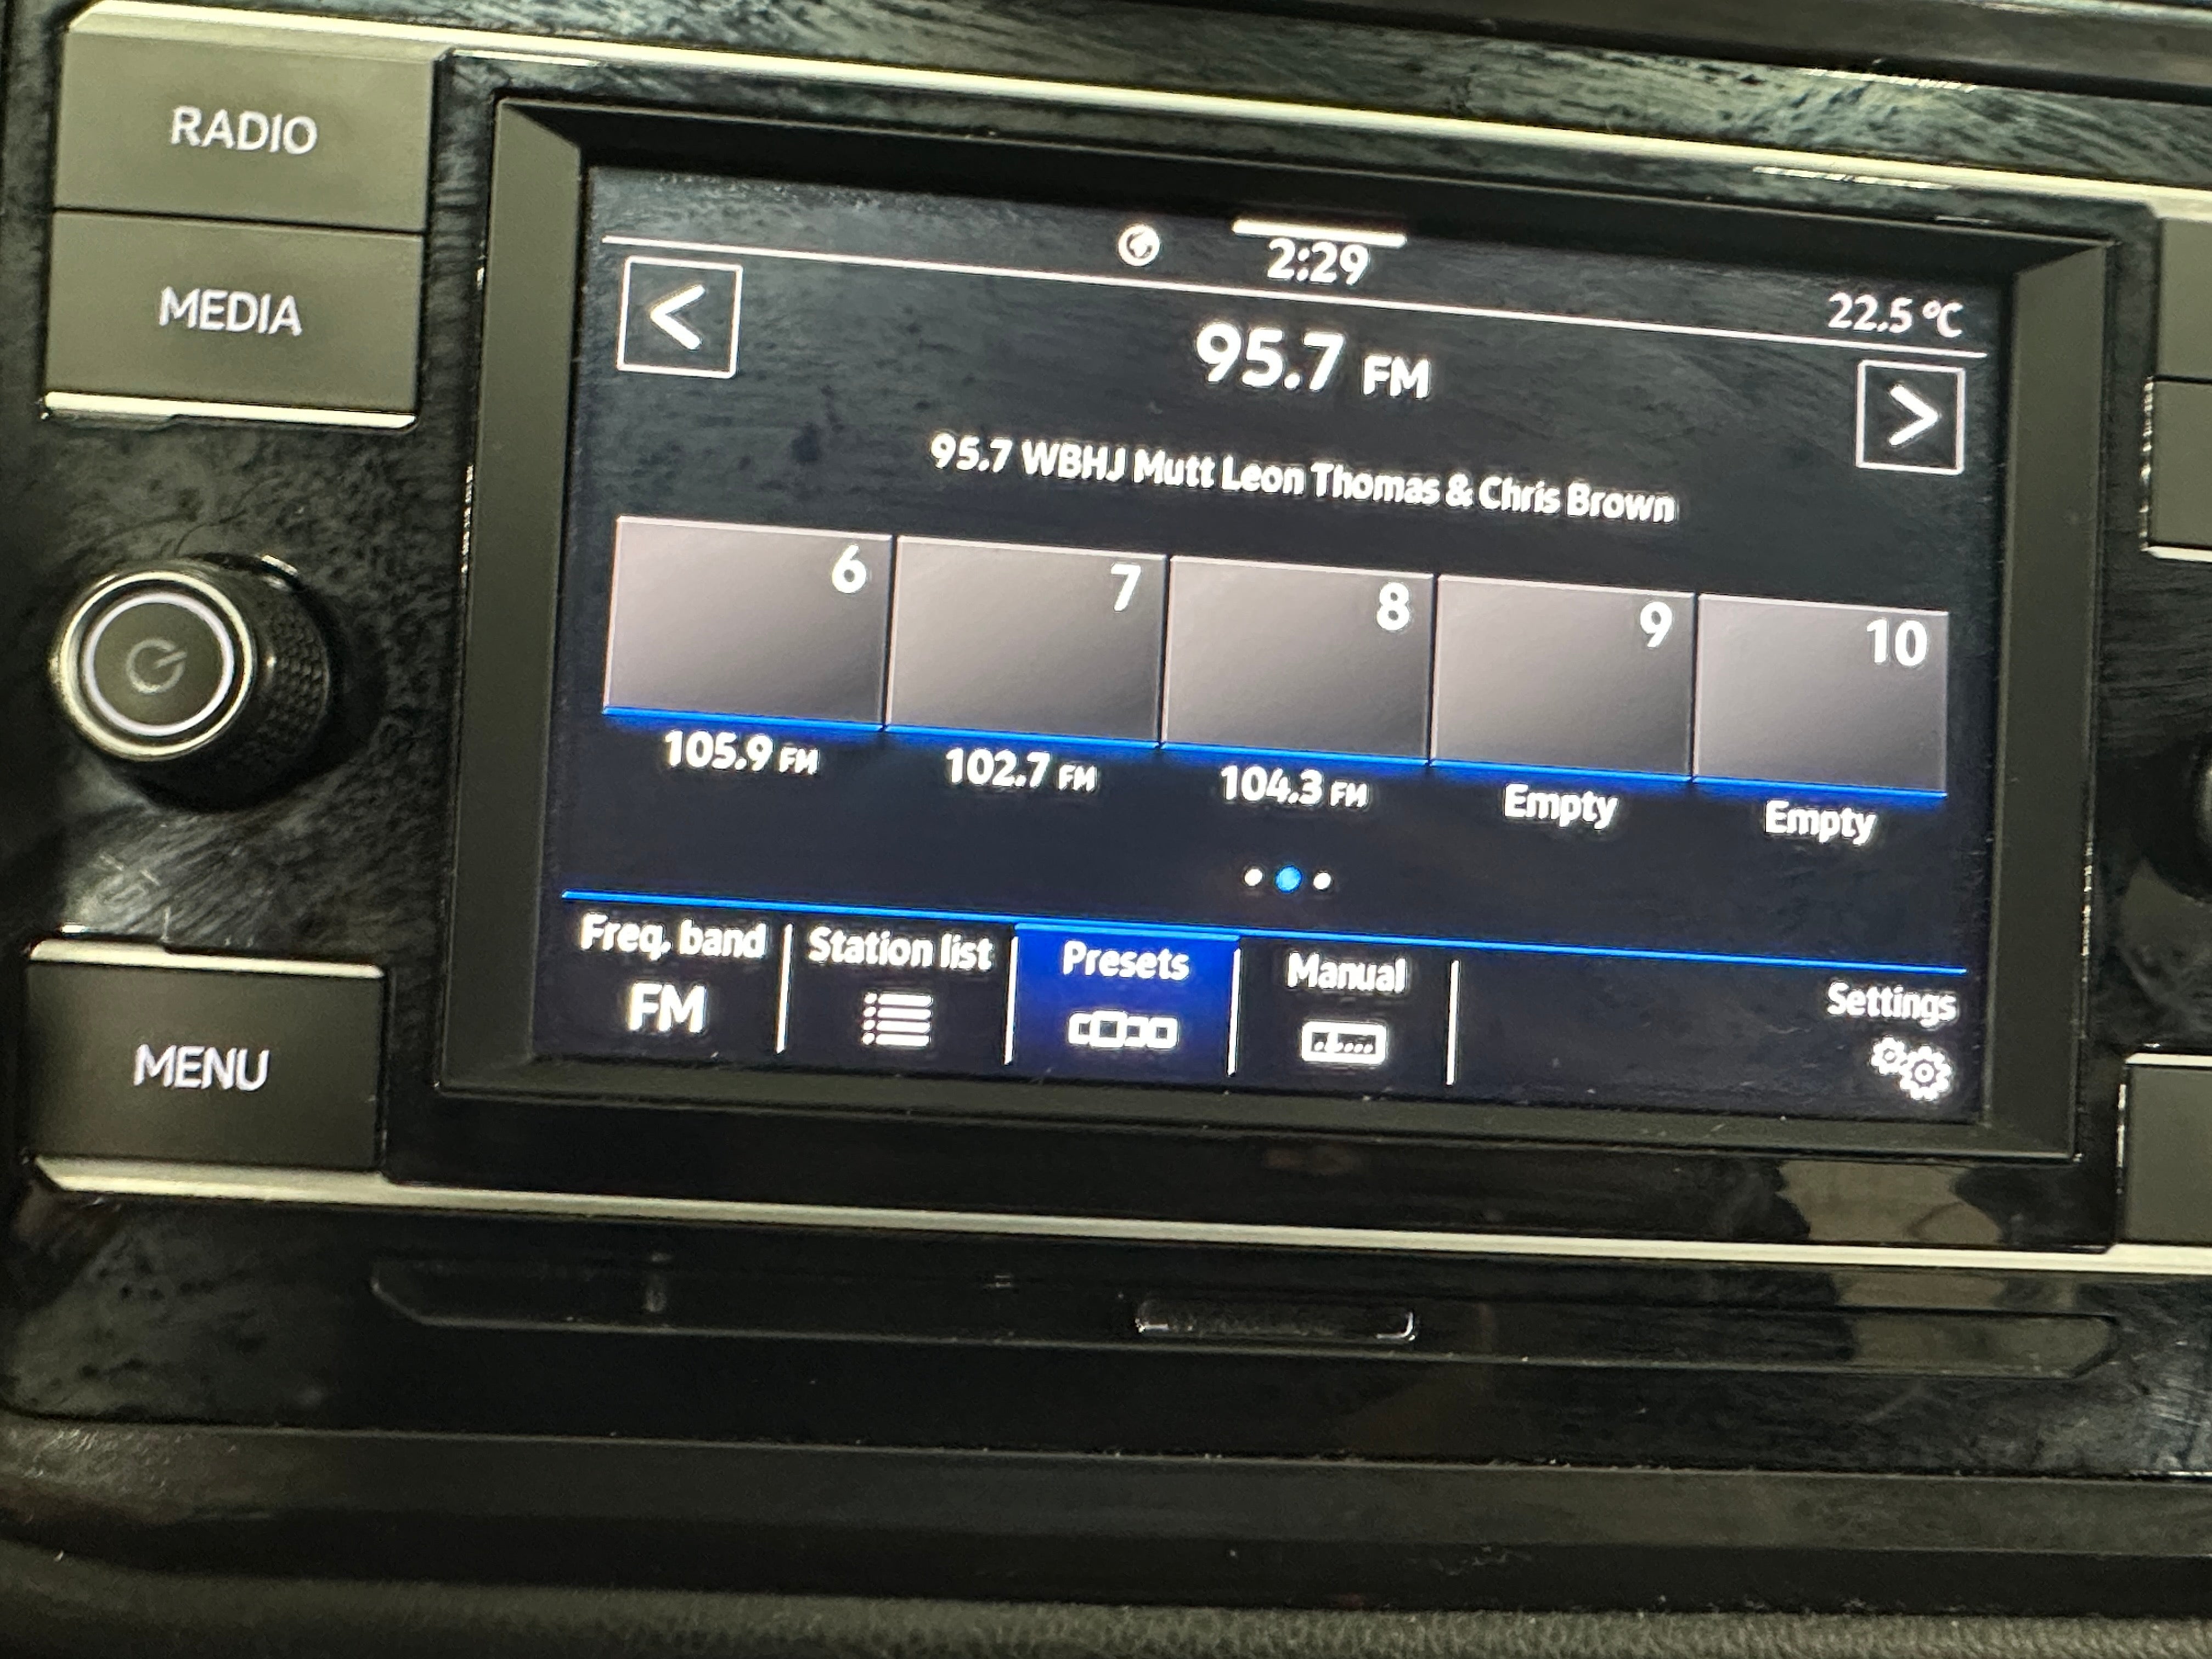 RADIO
MEDIA
MENU
2:29
22.5 °C
<
95.7 FM
>
95.7 WBHJ Mutt Leon Thomas & Chris Brown
6 7 8 9 10
105.9 FM 102.7 FM 104.3 FM Empty Empty
Freq. band Station list Presets Manual Settings
FM